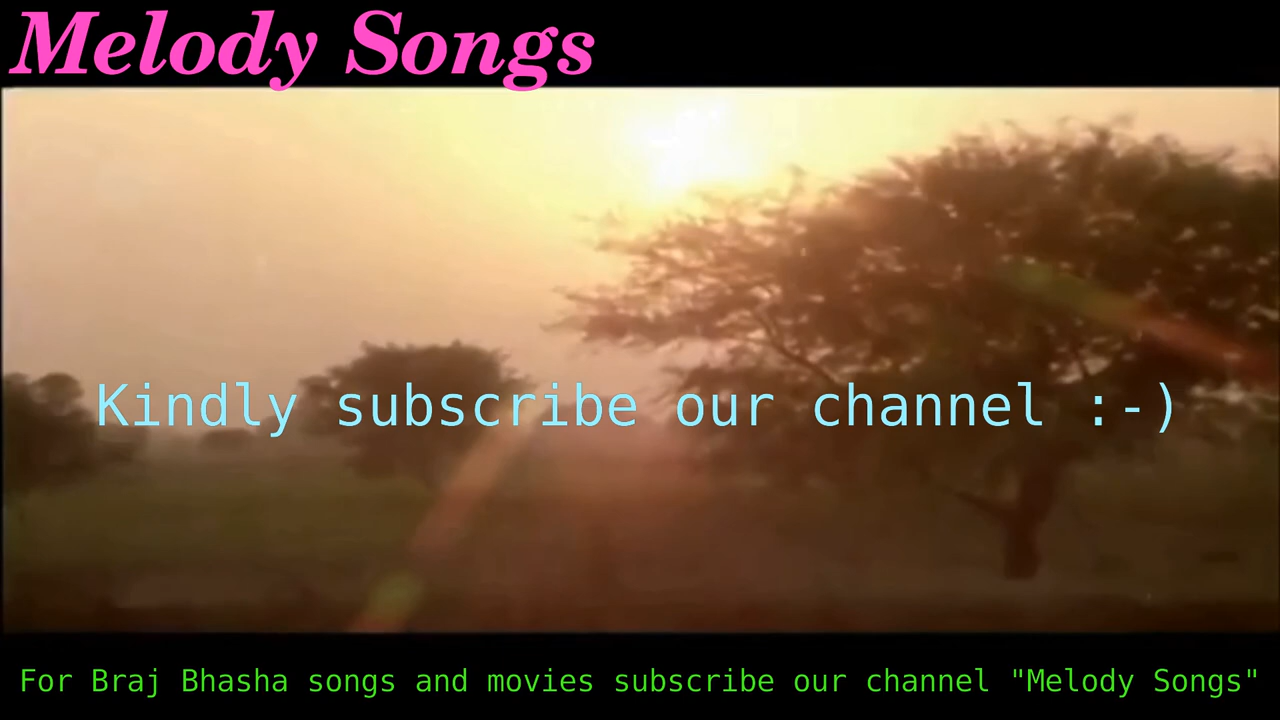 Melody Songs
Kindly subscribe our channel :-)
For Braj Bhasha songs and movies subscribe our channel "Melody Songs"